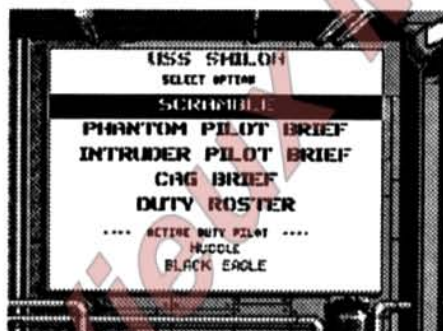 USS SHILOH
SELECT OPTION
SCRAMBLE
PHANTOM PILOT BRIEF
INTRUDER PILOT BRIEF
CAG BRIEF
DUTY ROSTER
---- ACTIVE DUTY PILOT ----
BLACK EAGLE
Vieux